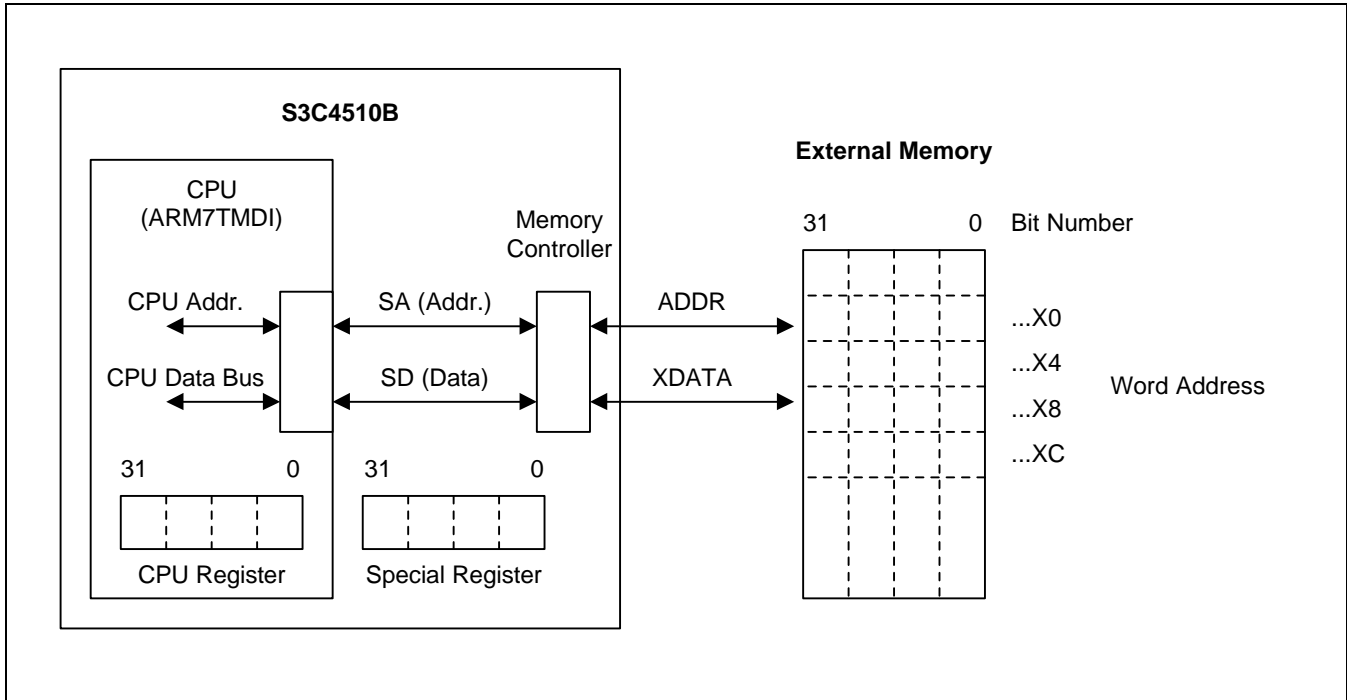 S3C4510B
External Memory
CPU
(ARM7TMDI)
Memory
Controller
31 0 Bit Number
CPU Addr.
SA (Addr.)
ADDR
...X0
...X4
CPU Data Bus
SD (Data)
XDATA
Word Address
...X8
...XC
31 0
31 0
CPU Register
Special Register